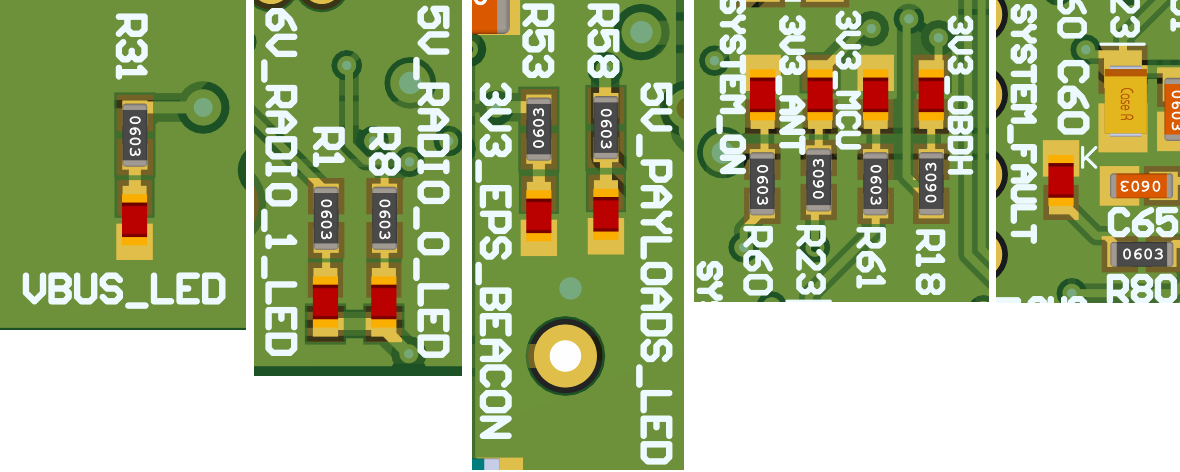 R31
0603
VBUS_LED
6V_RADIO_1_LED
R1
R8
0603
0603
5V_RADIO_0_LED
R53
R58
0603
0603
3V3_EPS_BEACON
5V_PAYLOADS_LED
SYSTEM_ON
3V3_ANT
3V3_MCU
3V3_OBDH
0603
0603
0603
0603
R60
R23
R61
R18
SY
SYSTEM_FAULT
60
C60
23
Case A
K
0603
0603
C65
0603
R80